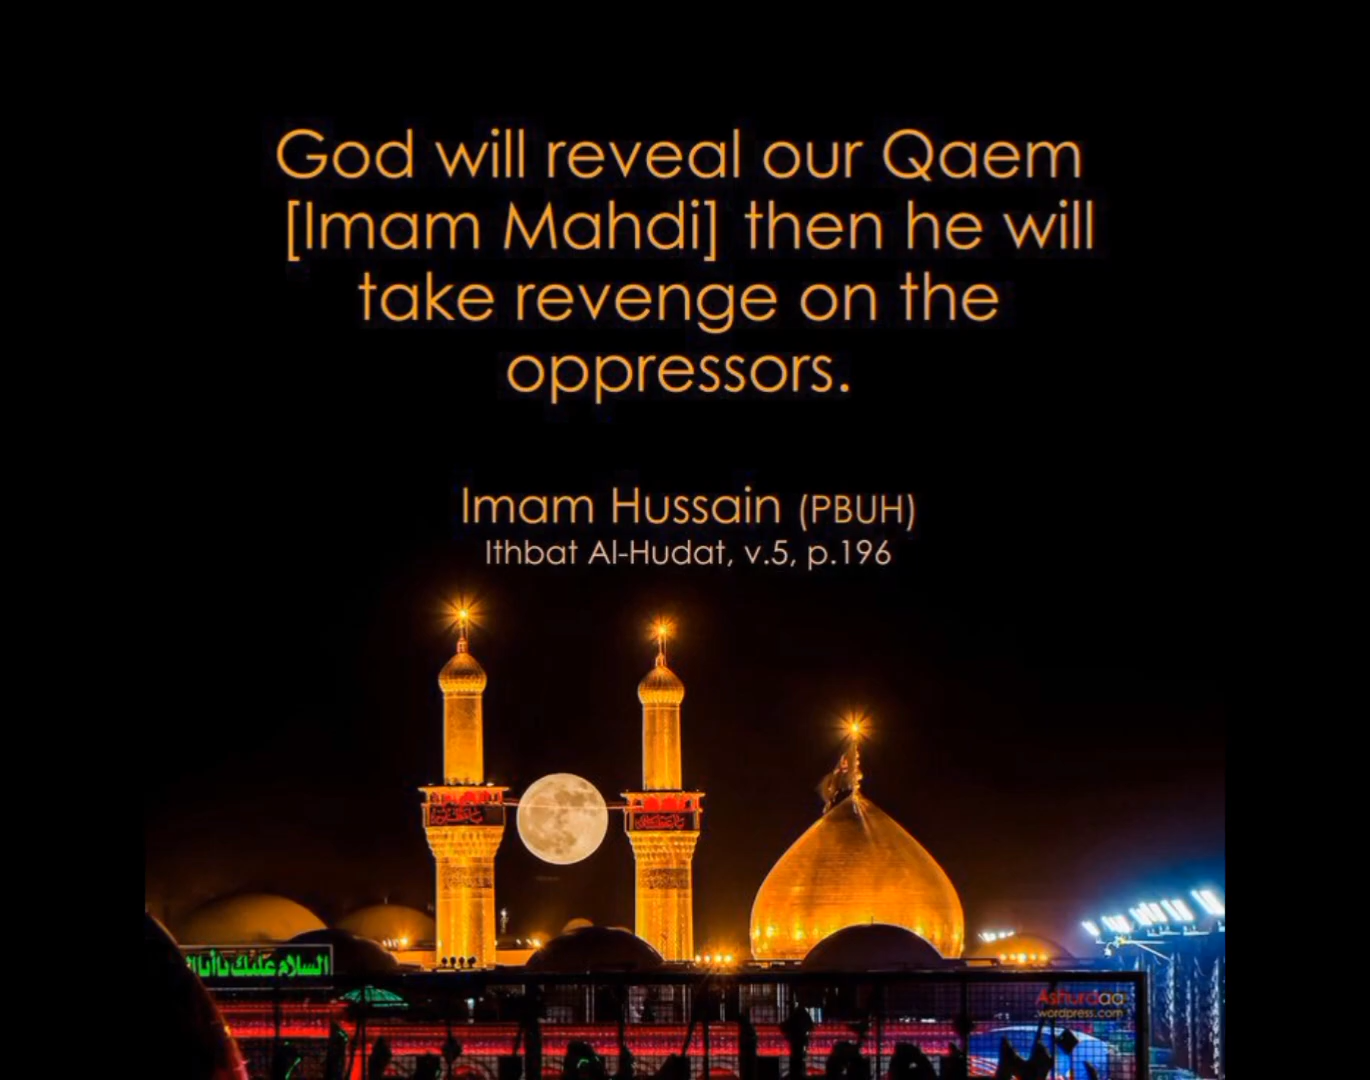 God will reveal our Qaem
[Imam Mahdi] then he will
take revenge on the
oppressors.
Imam Hussain (PBUH)
Ithbat Al-Hudat, v.5, p.196
السلام عليك يا أبا
Ashurdaa
.wordpress.com